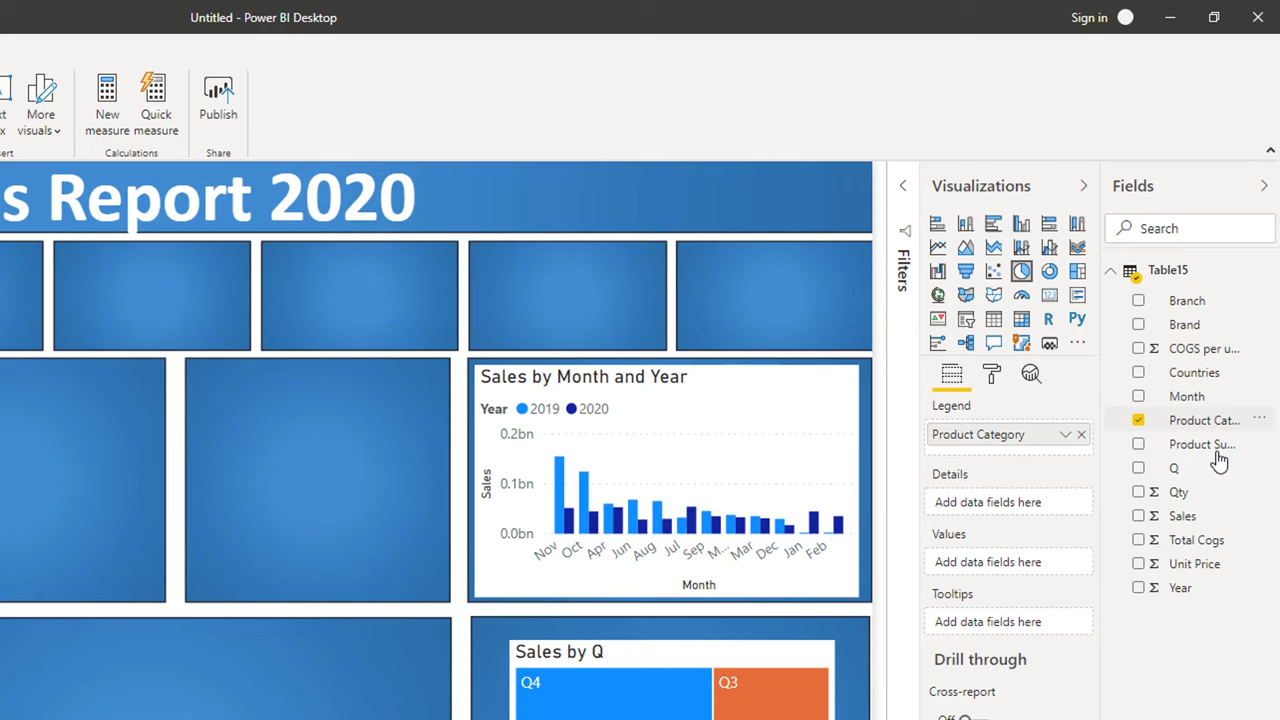 Untitled - Power BI Desktop
Sign in
More
visuals
New
measure
Quick
measure
Publish
Calculations
Share
s Report 2020
Sales by Month and Year
Year 2019 2020
0.2bn
0.1bn
0.0bn
Sales
Nov Oct Apr Jun Aug Jul Sep M... Mar Dec Jan Feb
Month
Sales by Q
Q4
Q3
Filters
Visualizations
R
Py
Legend
Product Category
Details
Add data fields here
Values
Add data fields here
Tooltips
Add data fields here
Drill through
Cross-report
Off
Fields
Search
Table15
Branch
Brand
Σ COGS per u...
Countries
Month
Product Cat...
Product Su...
Q
Σ Qty
Σ Sales
Σ Total Cogs
Σ Unit Price
Σ Year